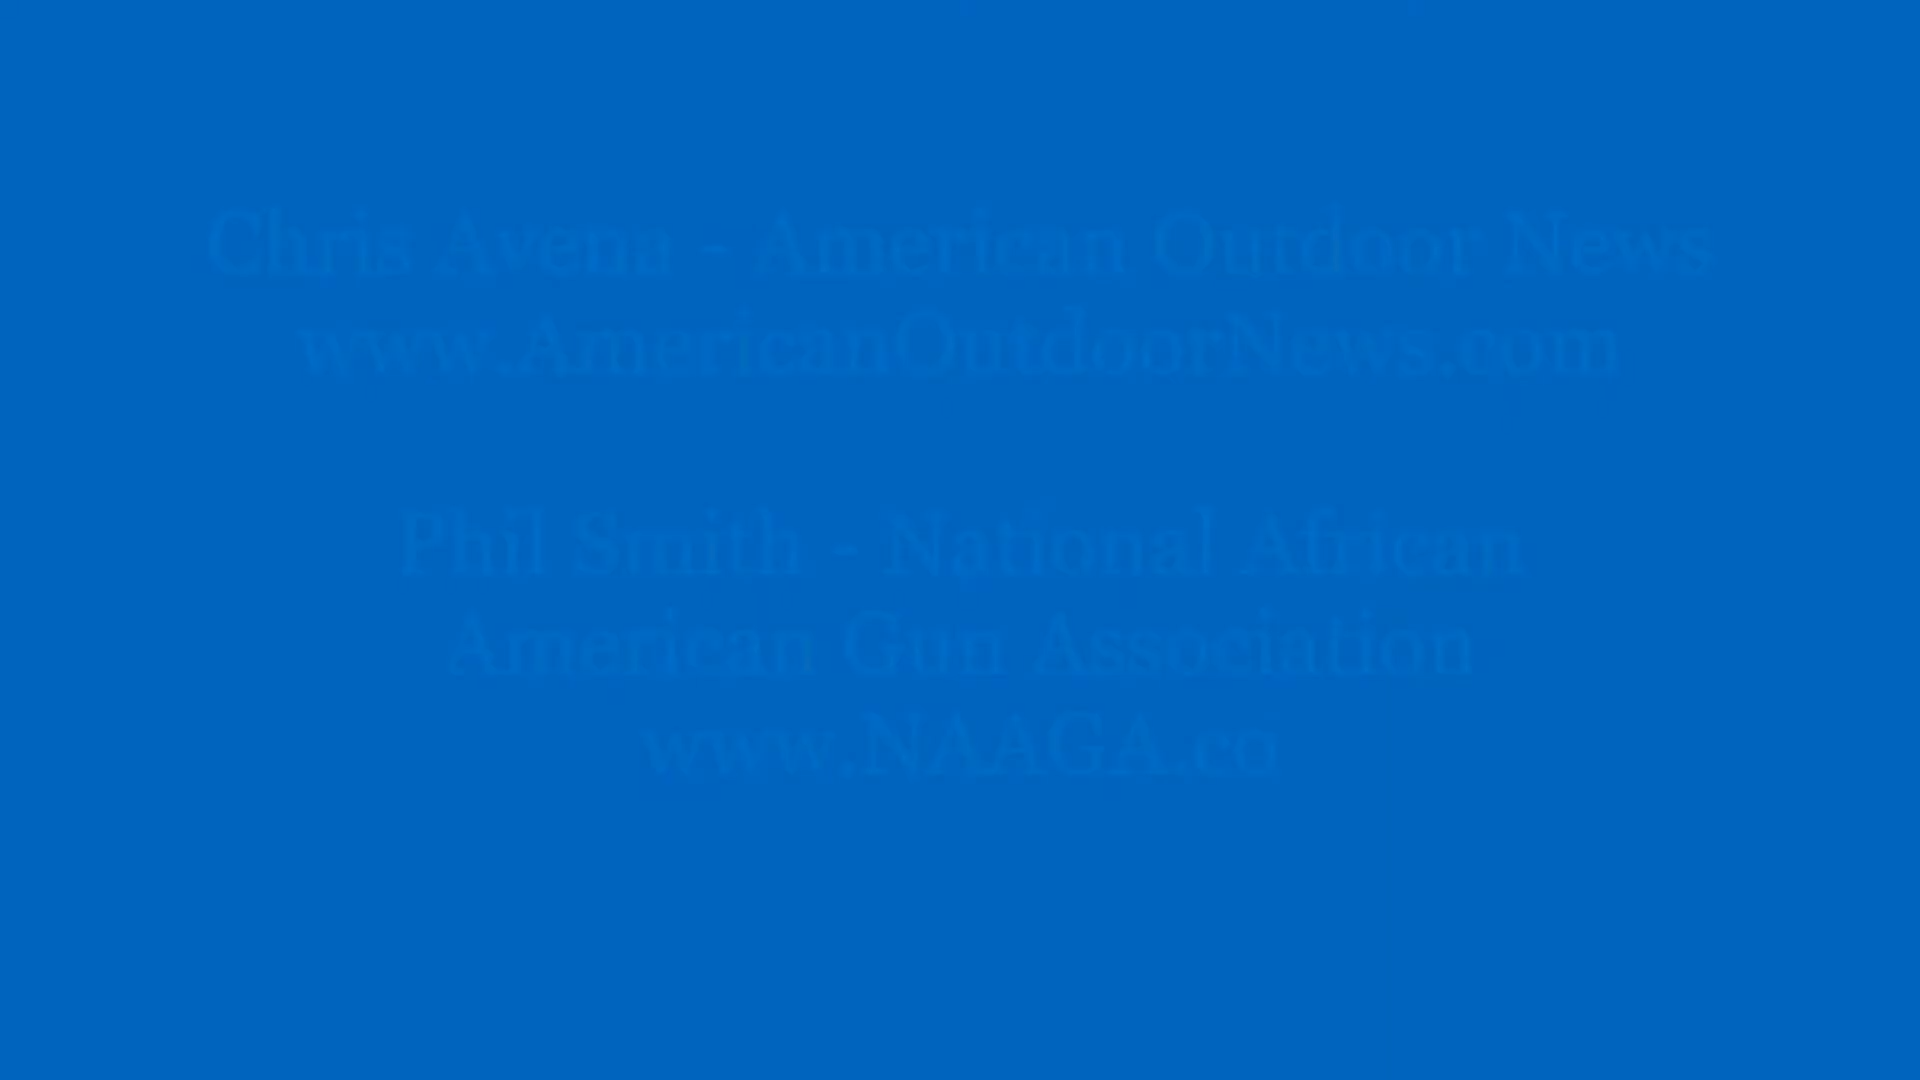 Chris Avena - American Outdoor News
www.AmericanOutdoorNews.com
Phil Smith - National African
American Gun Association
www.NAAGA.co